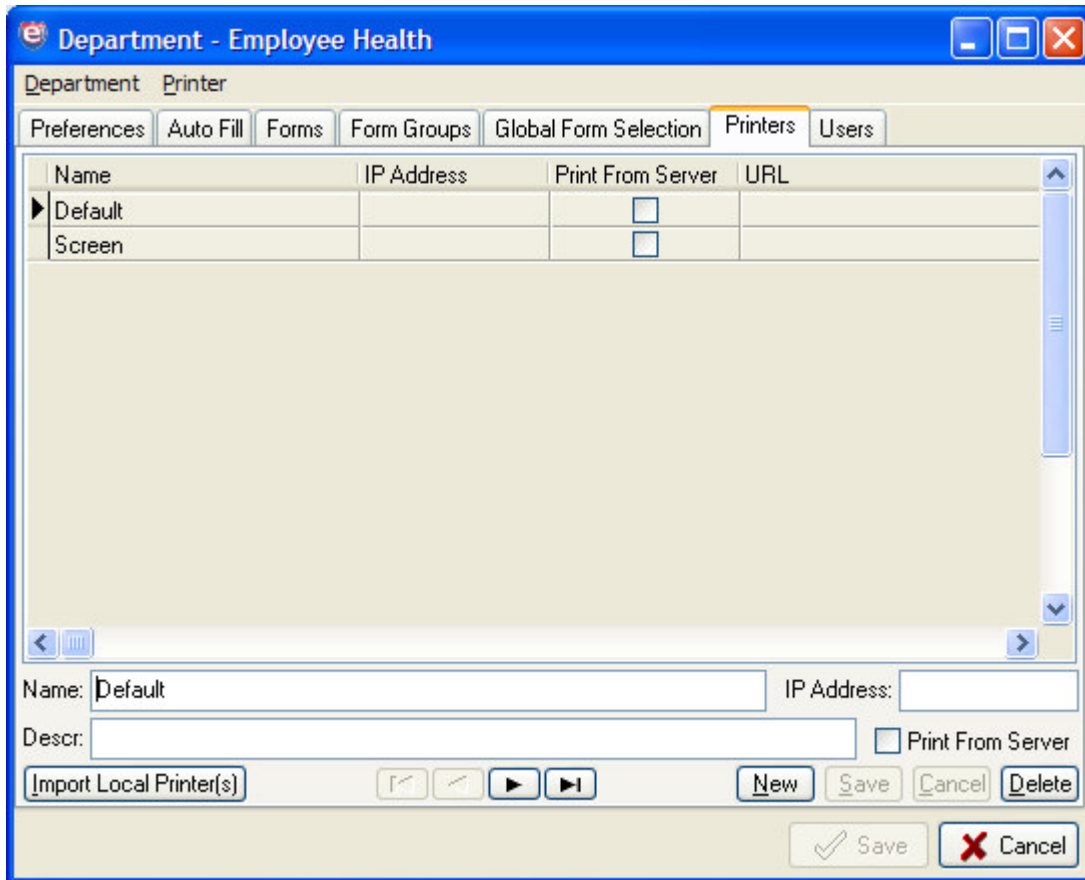 Department - Employee Health
Department Printer
Preferences Auto Fill Forms Form Groups Global Form Selection Printers Users
Name IP Address Print From Server URL
Default
Screen
Name: Default IP Address:
Descr: Print From Server
Import Local Printer(s) New Save Cancel Delete
Save Cancel